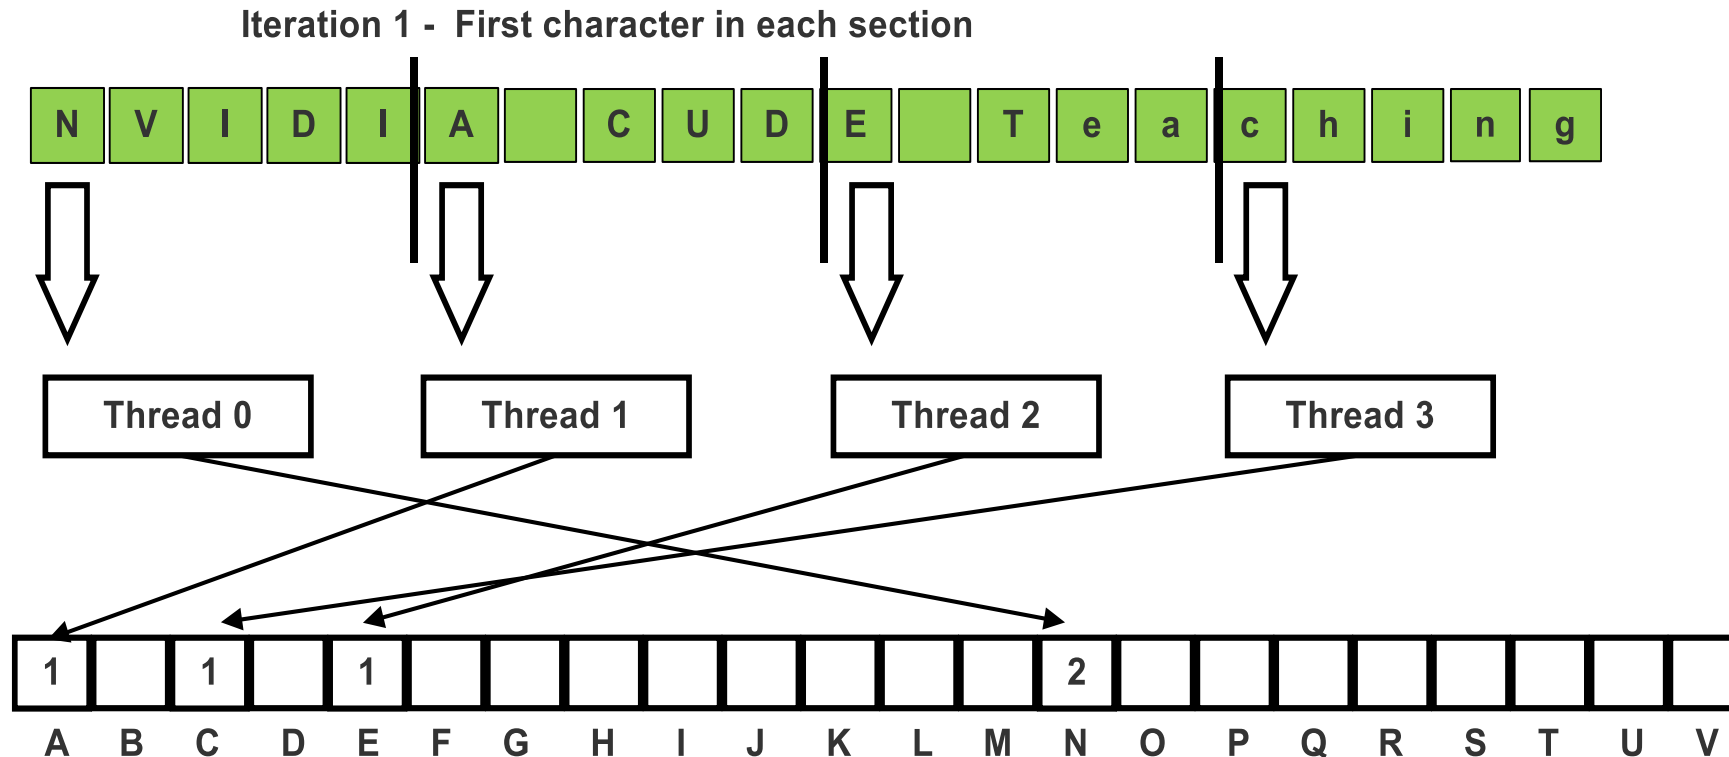 Iteration 1 - First character in each section
N V I D I A C U D E T e a c h i n g
Thread 0 Thread 1 Thread 2 Thread 3
1 1 1 2
A B C D E F G H I J K L M N O P Q R S T U V